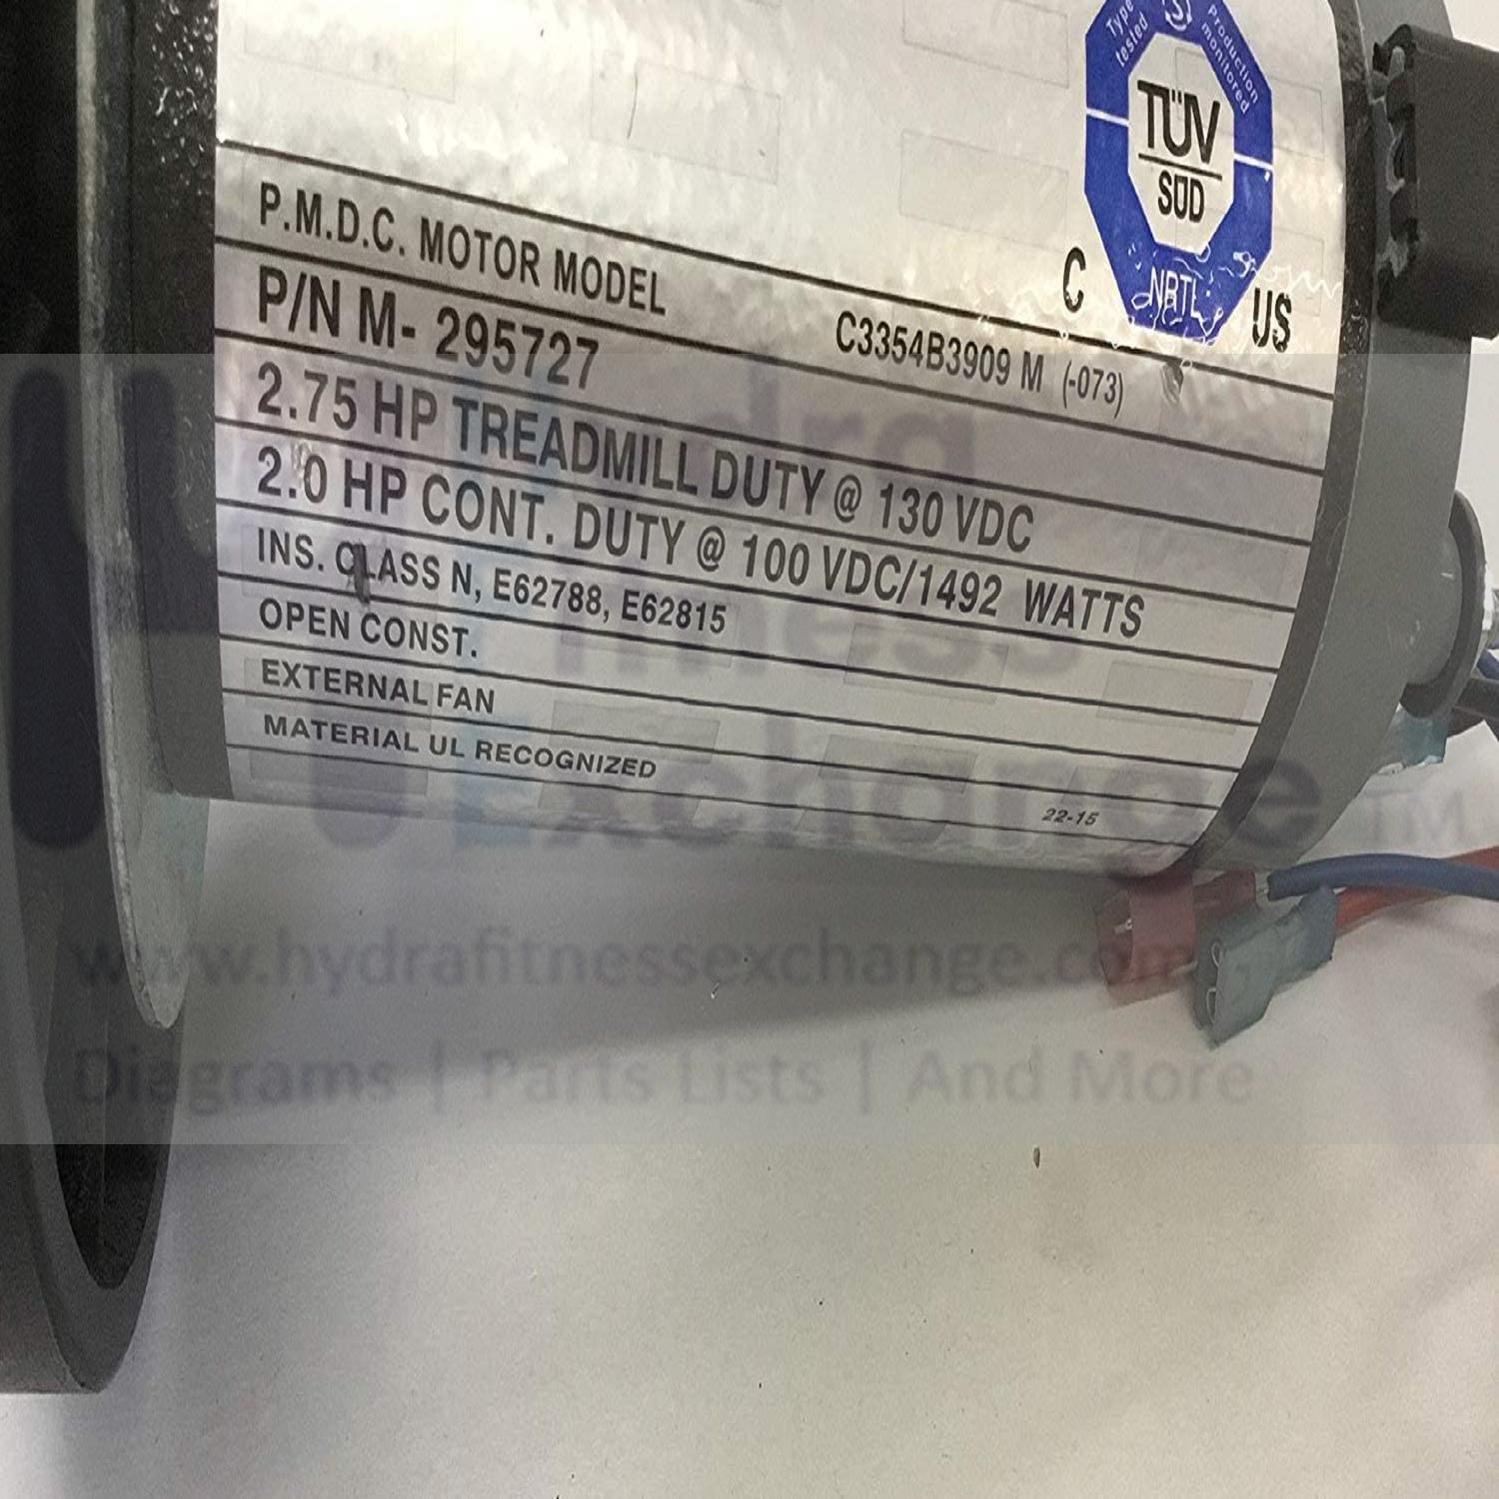 Type tested
Production monitored
TÜV
SÜD
NRTL
C US
P.M.D.C. MOTOR MODEL C3354B3909 M (-073)
P/N M- 295727
2.75 HP TREADMILL DUTY @ 130 VDC
2.0 HP CONT. DUTY @ 100 VDC/1492 WATTS
INS. CLASS N, E62788, E62815
OPEN CONST.
EXTERNAL FAN
MATERIAL UL RECOGNIZED
22-15
Exchange TM
www.hydrafitnessexchange.com
Diagrams | Parts Lists | And More